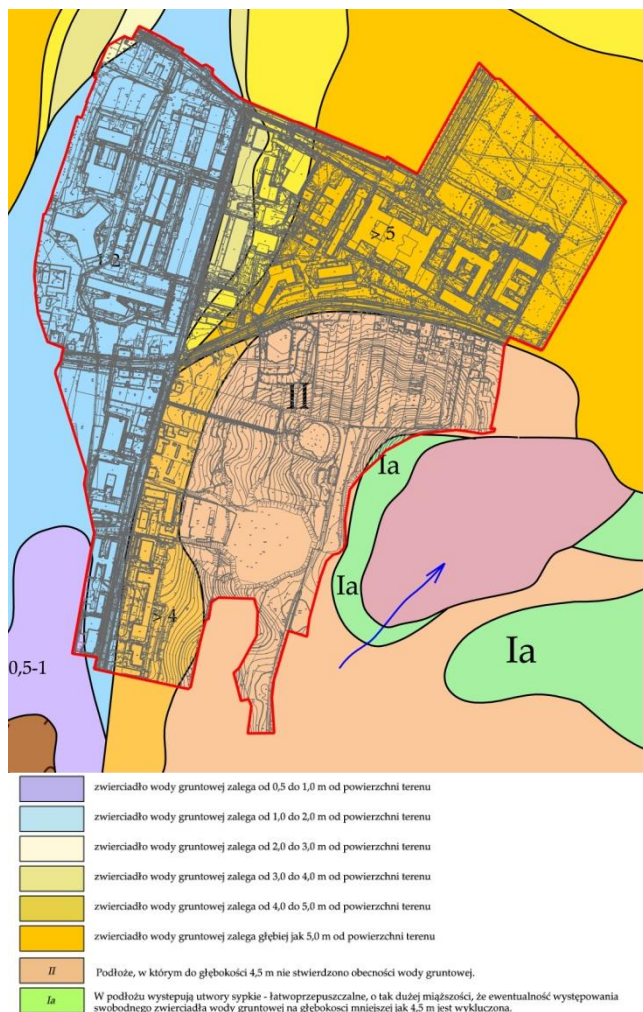 1-2
> 5
II
Ia
Ia
Ia
> 4
0,5-1
zwierciadło wody gruntowej zalega od 0,5 do 1,0 m od powierzchni terenu
zwierciadło wody gruntowej zalega od 1,0 do 2,0 m od powierzchni terenu
zwierciadło wody gruntowej zalega od 2,0 do 3,0 m od powierzchni terenu
zwierciadło wody gruntowej zalega od 3,0 do 4,0 m od powierzchni terenu
zwierciadło wody gruntowej zalega od 4,0 do 5,0 m od powierzchni terenu
zwierciadło wody gruntowej zalega głębiej jak 5,0 m od powierzchni terenu
II Podłoże, w którym do głębokości 4,5 m nie stwierdzono obecności wody gruntowej.
Ia W podłożu występują utwory sypkie - łatwoprzepuszczalne, o tak dużej miąższości, że ewentualność występowania
swobodnego zwierciadła wody gruntowej na głębokosci mniejszej jak 4,5 m jest wykluczona.